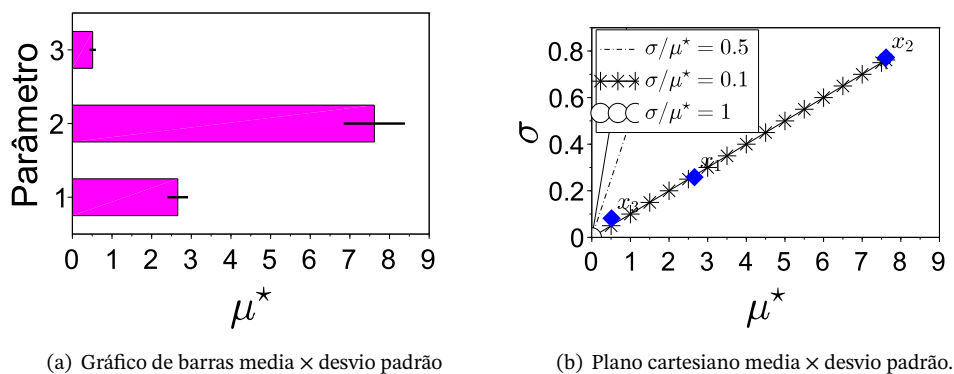 Parâmetro
3
2
1
0 1 2 3 4 5 6 7 8 9
μ⋆
(a) Gráfico de barras media × desvio padrão
σ
0.8
0.6
0.4
0.2
0
σ/μ⋆ = 0.5
σ/μ⋆ = 0.1
σ/μ⋆ = 1
x₂
x₁
x₃
0 1 2 3 4 5 6 7 8 9
μ⋆
(b) Plano cartesiano media × desvio padrão.